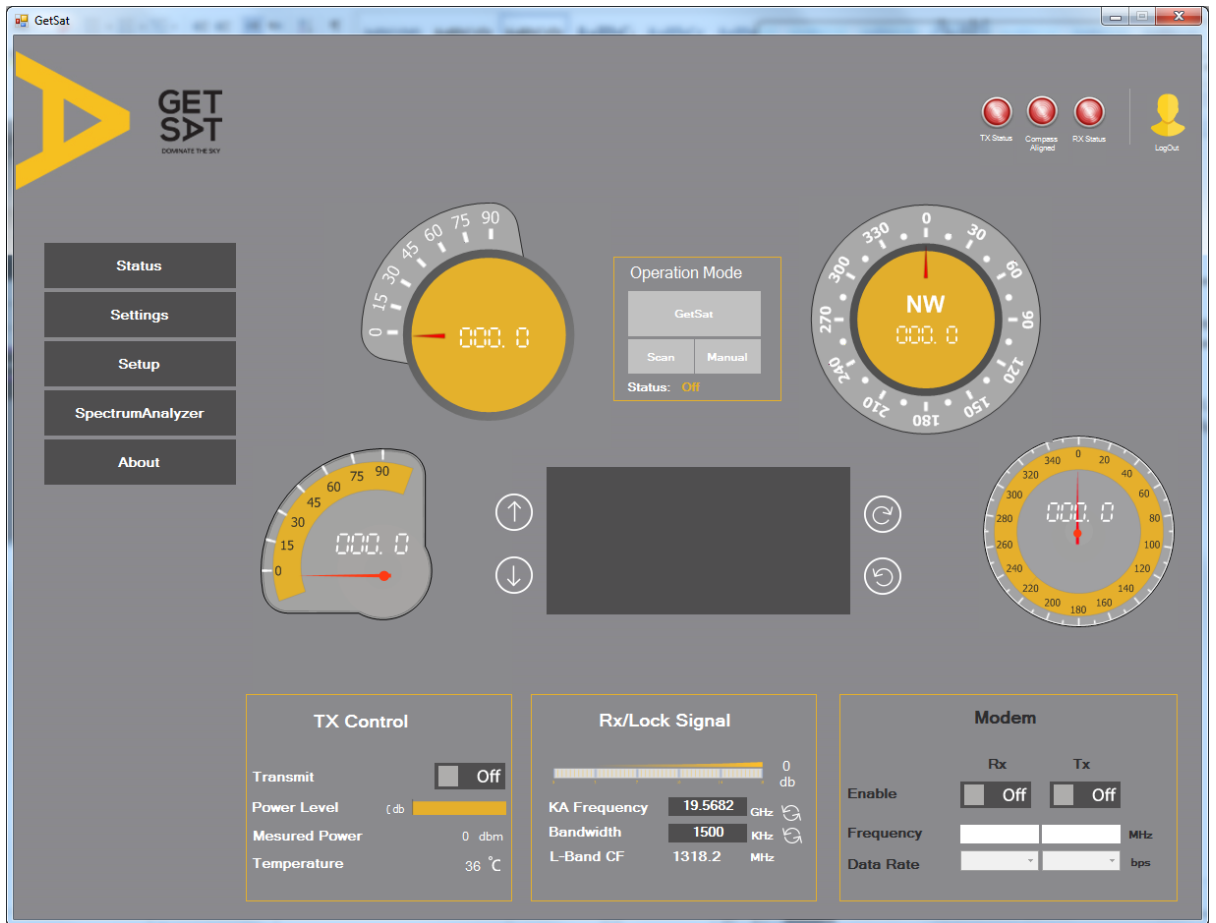 GetSat
GET
SAT
DOMINATE THE SKY
TX Status
Compass
Aligned
RX Status
LogOut
Status
Settings
Setup
SpectrumAnalyzer
About
0 15 30 45 60 75 90
000. 0
Operation Mode
GetSat
Scan Manual
Status: Off
0 30 60 90 120 150 180 210 240 270 300 330
NW
000. 0
0 15 30 45 60 75 90
000. 0
0 20 40 60 80 100 120 140 160 180 200 220 240 260 280 300 320 340
000. 0
TX Control
Transmit Off
Power Level (db
Mesured Power 0 dbm
Temperature 36 °C
Rx/Lock Signal
0
db
KA Frequency 19.5682 GHz
Bandwidth 1500 KHz
L-Band CF 1318.2 MHz
Modem
Rx Tx
Enable Off Off
Frequency MHz
Data Rate bps